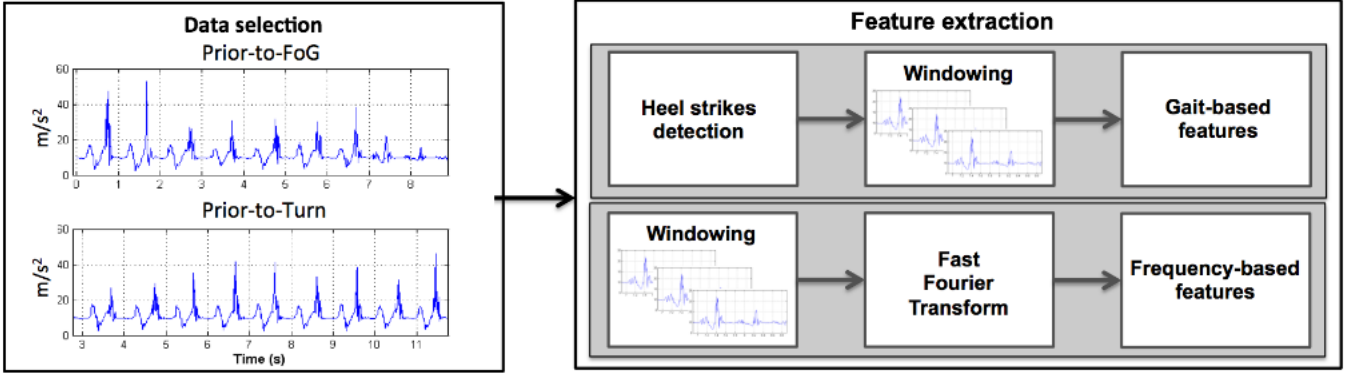 Data selection
Prior-to-FoG
60
40
20
0
m/s²
0 1 2 3 4 5 6 7 8
Prior-to-Turn
60
40
20
0
m/s²
3 4 5 6 7 8 9 10 11
Time (s)
Feature extraction
Heel strikes
detection
Windowing
Gait-based
features
Windowing
Fast
Fourier
Transform
Frequency-based
features